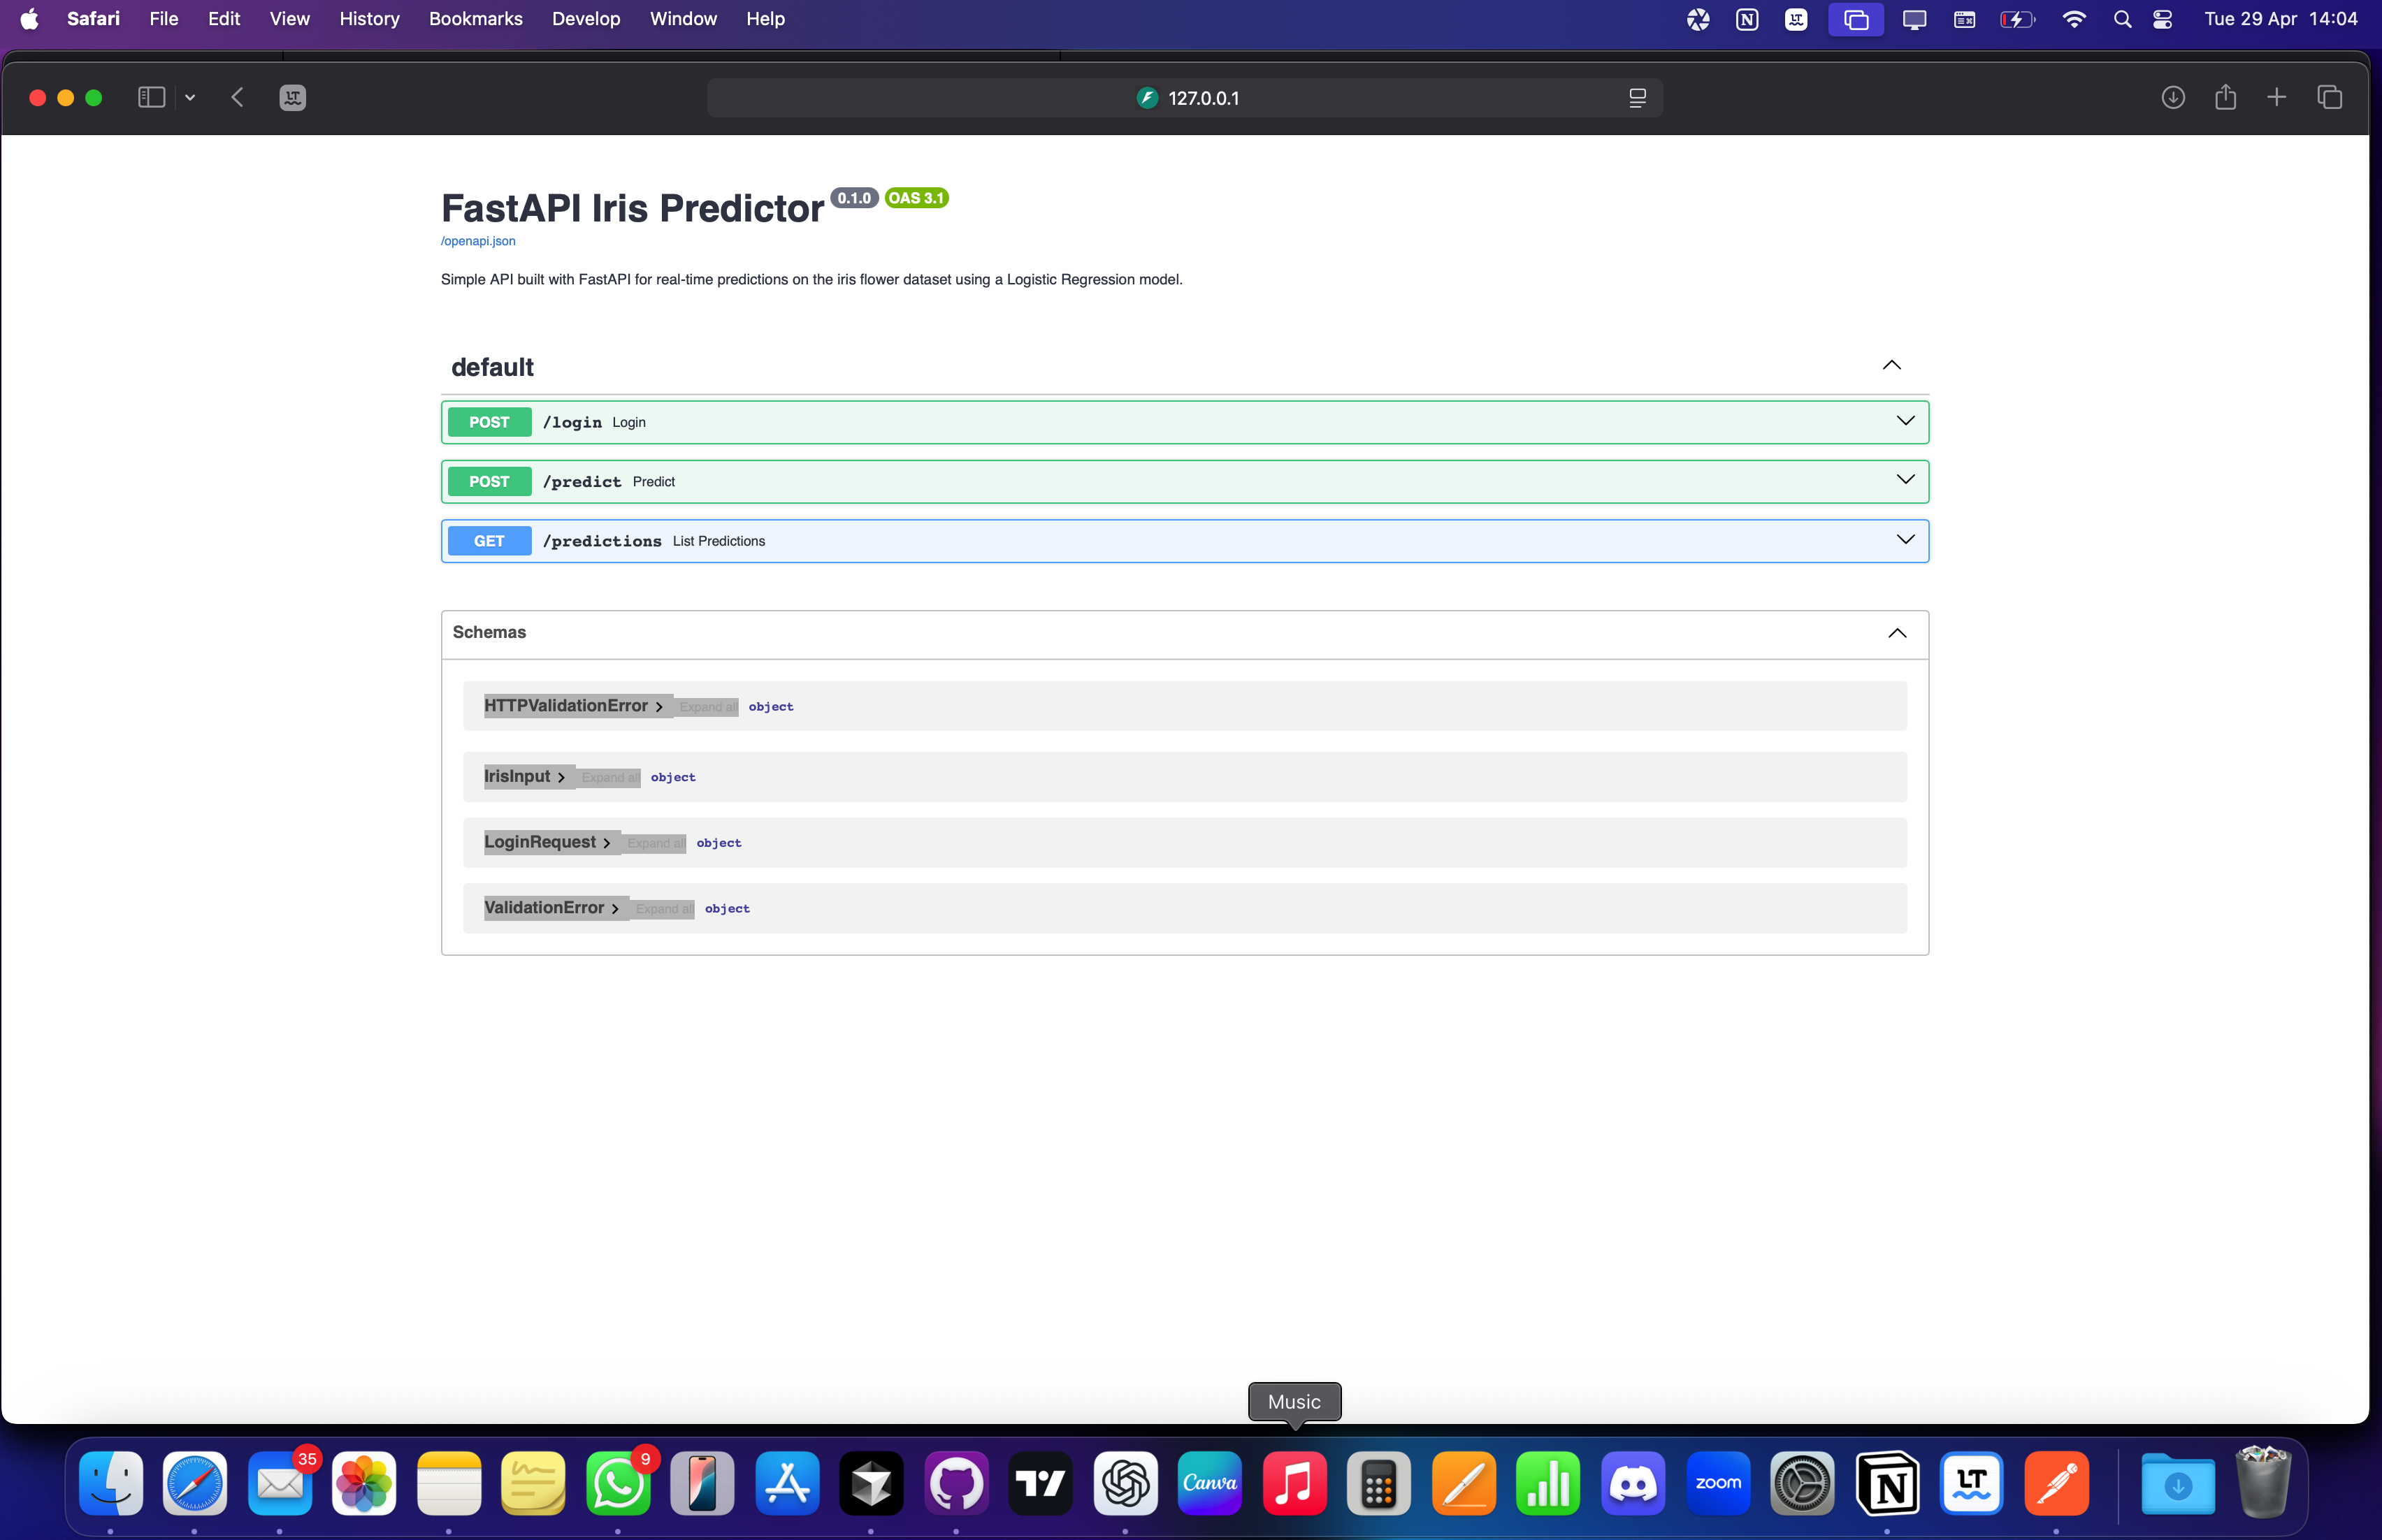 Safari File Edit View History Bookmarks Develop Window Help Tue 29 Apr 14:04
127.0.0.1
FastAPI Iris Predictor 0.1.0 OAS 3.1
/openapi.json
Simple API built with FastAPI for real-time predictions on the iris flower dataset using a Logistic Regression model.
default
POST /login Login
POST /predict Predict
GET /predictions List Predictions
Schemas
HTTPValidationError Expand all object
IrisInput Expand all object
LoginRequest Expand all object
ValidationError Expand all object
Music
35 9 Canva zoom N LT